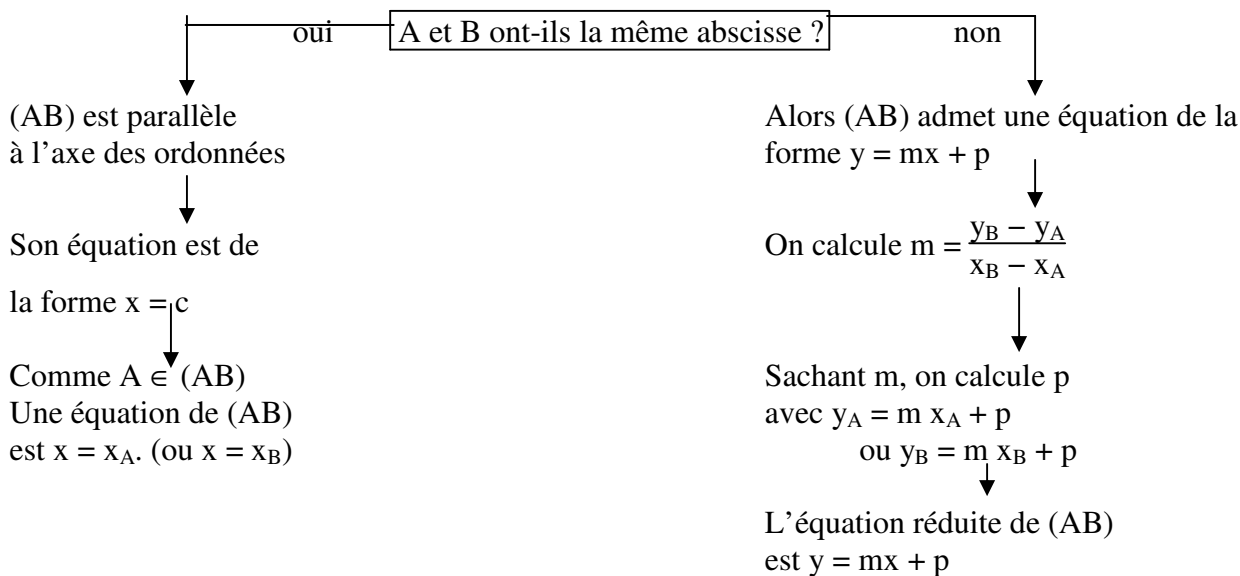 oui
A et B ont-ils la même abscisse ?
non
(AB) est parallèle
à l’axe des ordonnées
Son équation est de
la forme x = c
Comme A ∈ (AB)
Une équation de (AB)
est x = x_A. (ou x = x_B)
Alors (AB) admet une équation de la
forme y = mx + p
On calcule m = (y_B – y_A) / (x_B – x_A)
Sachant m, on calcule p
avec y_A = m x_A + p
ou y_B = m x_B + p
L’équation réduite de (AB)
est y = mx + p